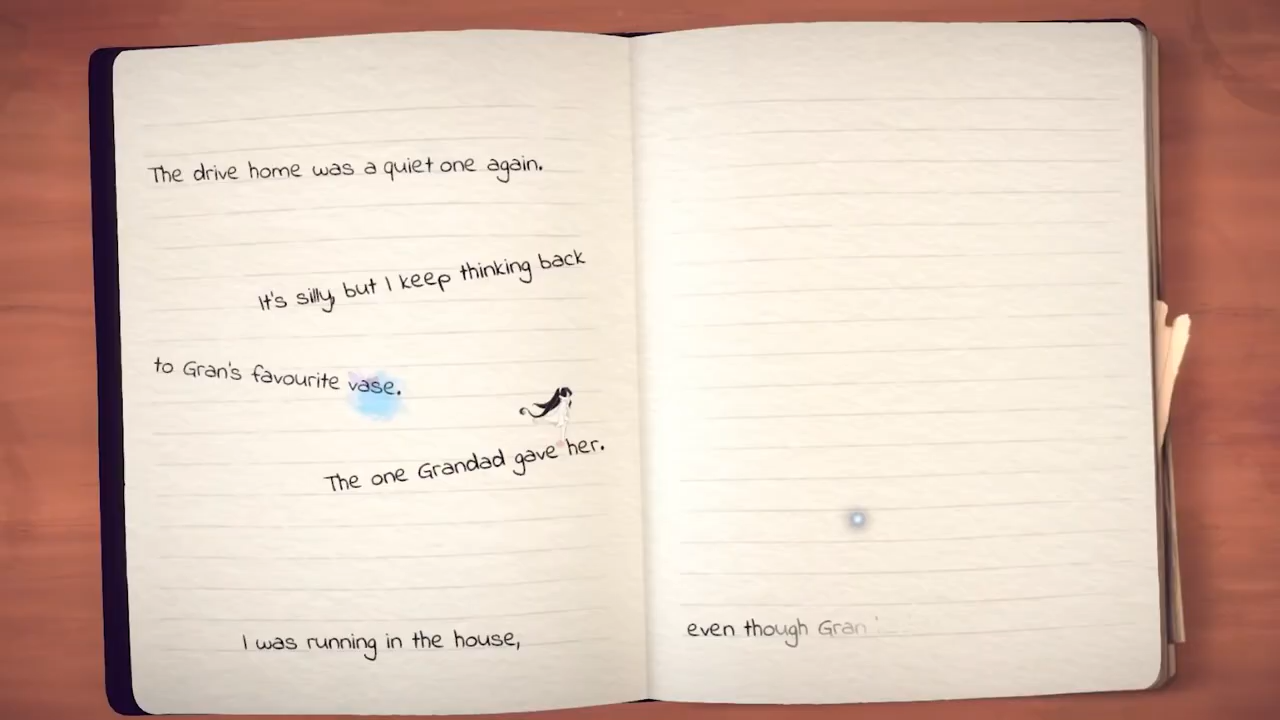 The drive home was a quiet one again.
It's silly, but I keep thinking back
to Gran's favourite vase.
The one Grandad gave her.
I was running in the house,
even though Gran